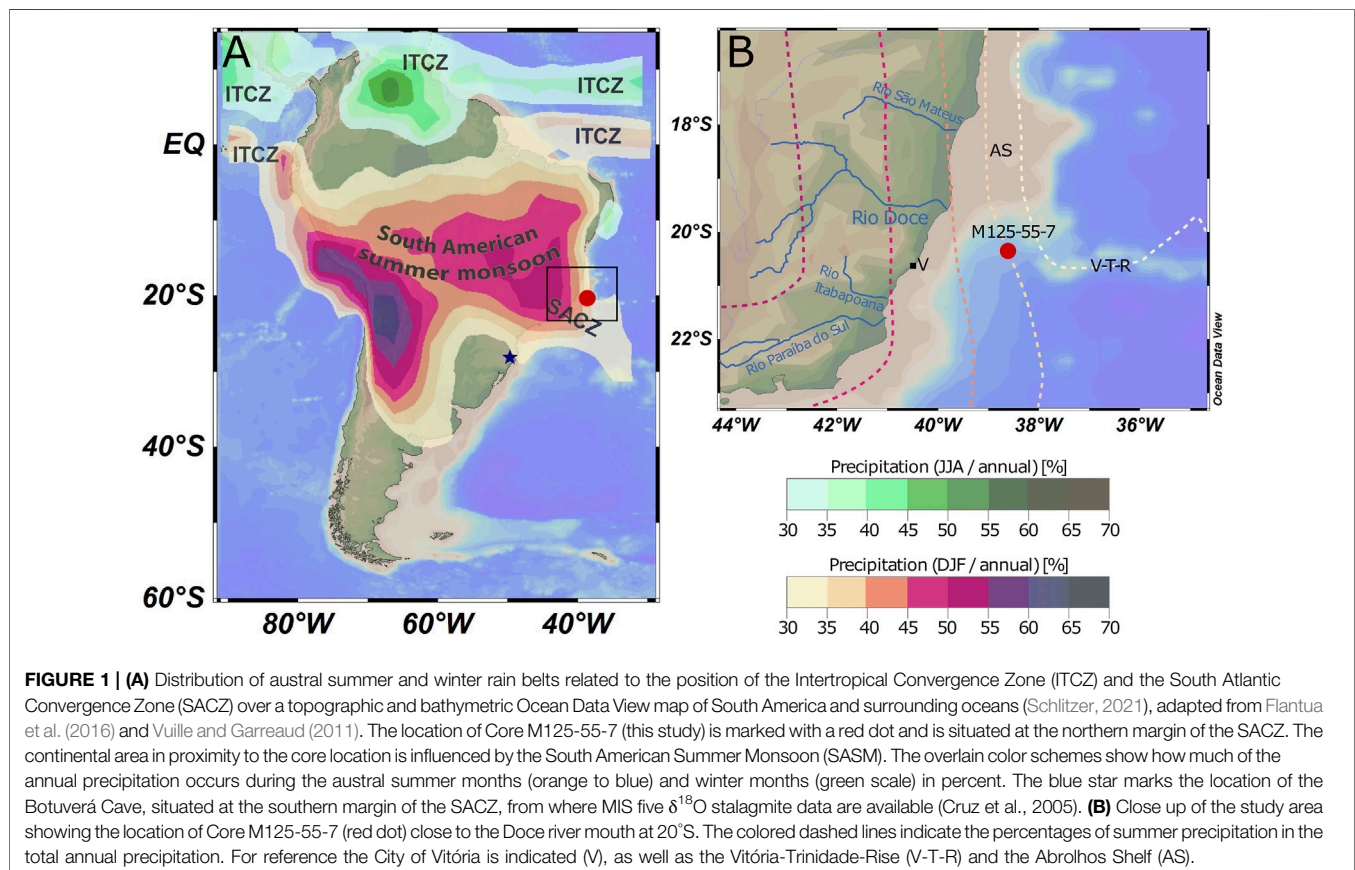 A
ITCZ
ITCZ
ITCZ
ITCZ
ITCZ
EQ
20°S
40°S
60°S
80°W
60°W
40°W
South American
summer monsoon
SACZ
B
Rio São Mateus
18°S
AS
Rio Doce
20°S
M125-55-7
V
V-T-R
Rio
Itabapoana
22°S
Rio Paraíba do Sul
44°W
42°W
40°W
38°W
36°W
Ocean Data View
Precipitation (JJA / annual) [%]
30 35 40 45 50 55 60 65 70
Precipitation (DJF / annual) [%]
30 35 40 45 50 55 60 65 70
FIGURE 1 | (A) Distribution of austral summer and winter rain belts related to the position of the Intertropical Convergence Zone (ITCZ) and the South Atlantic
Convergence Zone (SACZ) over a topographic and bathymetric Ocean Data View map of South America and surrounding oceans (Schlitzer, 2021), adapted from Flantua
et al. (2016) and Vuille and Garreaud (2011). The location of Core M125-55-7 (this study) is marked with a red dot and is situated at the northern margin of the SACZ. The
continental area in proximity to the core location is influenced by the South American Summer Monsoon (SASM). The overlain color schemes show how much of the
annual precipitation occurs during the austral summer months (orange to blue) and winter months (green scale) in percent. The blue star marks the location of the
Botuverá Cave, situated at the southern margin of the SACZ, from where MIS five δ18O stalagmite data are available (Cruz et al., 2005). (B) Close up of the study area
showing the location of Core M125-55-7 (red dot) close to the Doce river mouth at 20°S. The colored dashed lines indicate the percentages of summer precipitation in the
total annual precipitation. For reference the City of Vitória is indicated (V), as well as the Vitória-Trinidade-Rise (V-T-R) and the Abrolhos Shelf (AS).